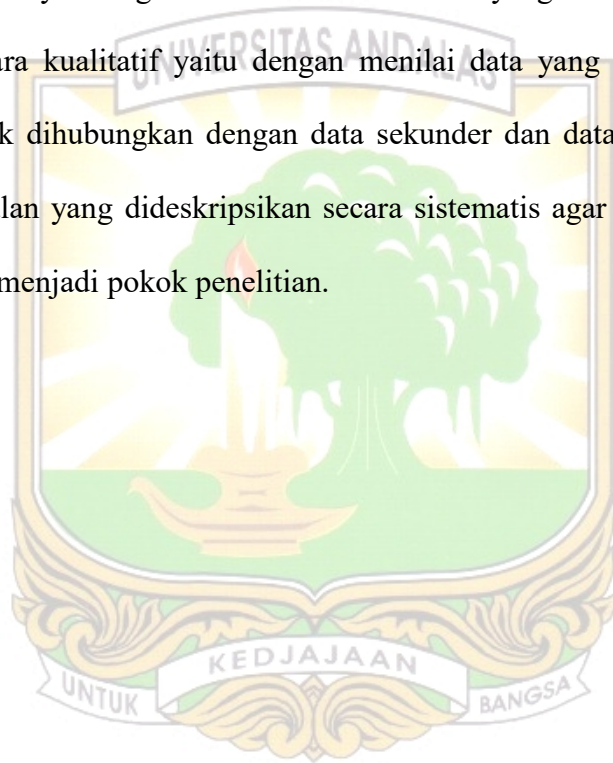 UNIVERSITAS ANDALAS
ara kualitatif yaitu dengan menilai data yang
k dihubungkan dengan data sekunder dan data
lan yang dideskripsikan secara sistematis agar
menjadi pokok penelitian.
KEDJAJAAN
UNTUK BANGSA